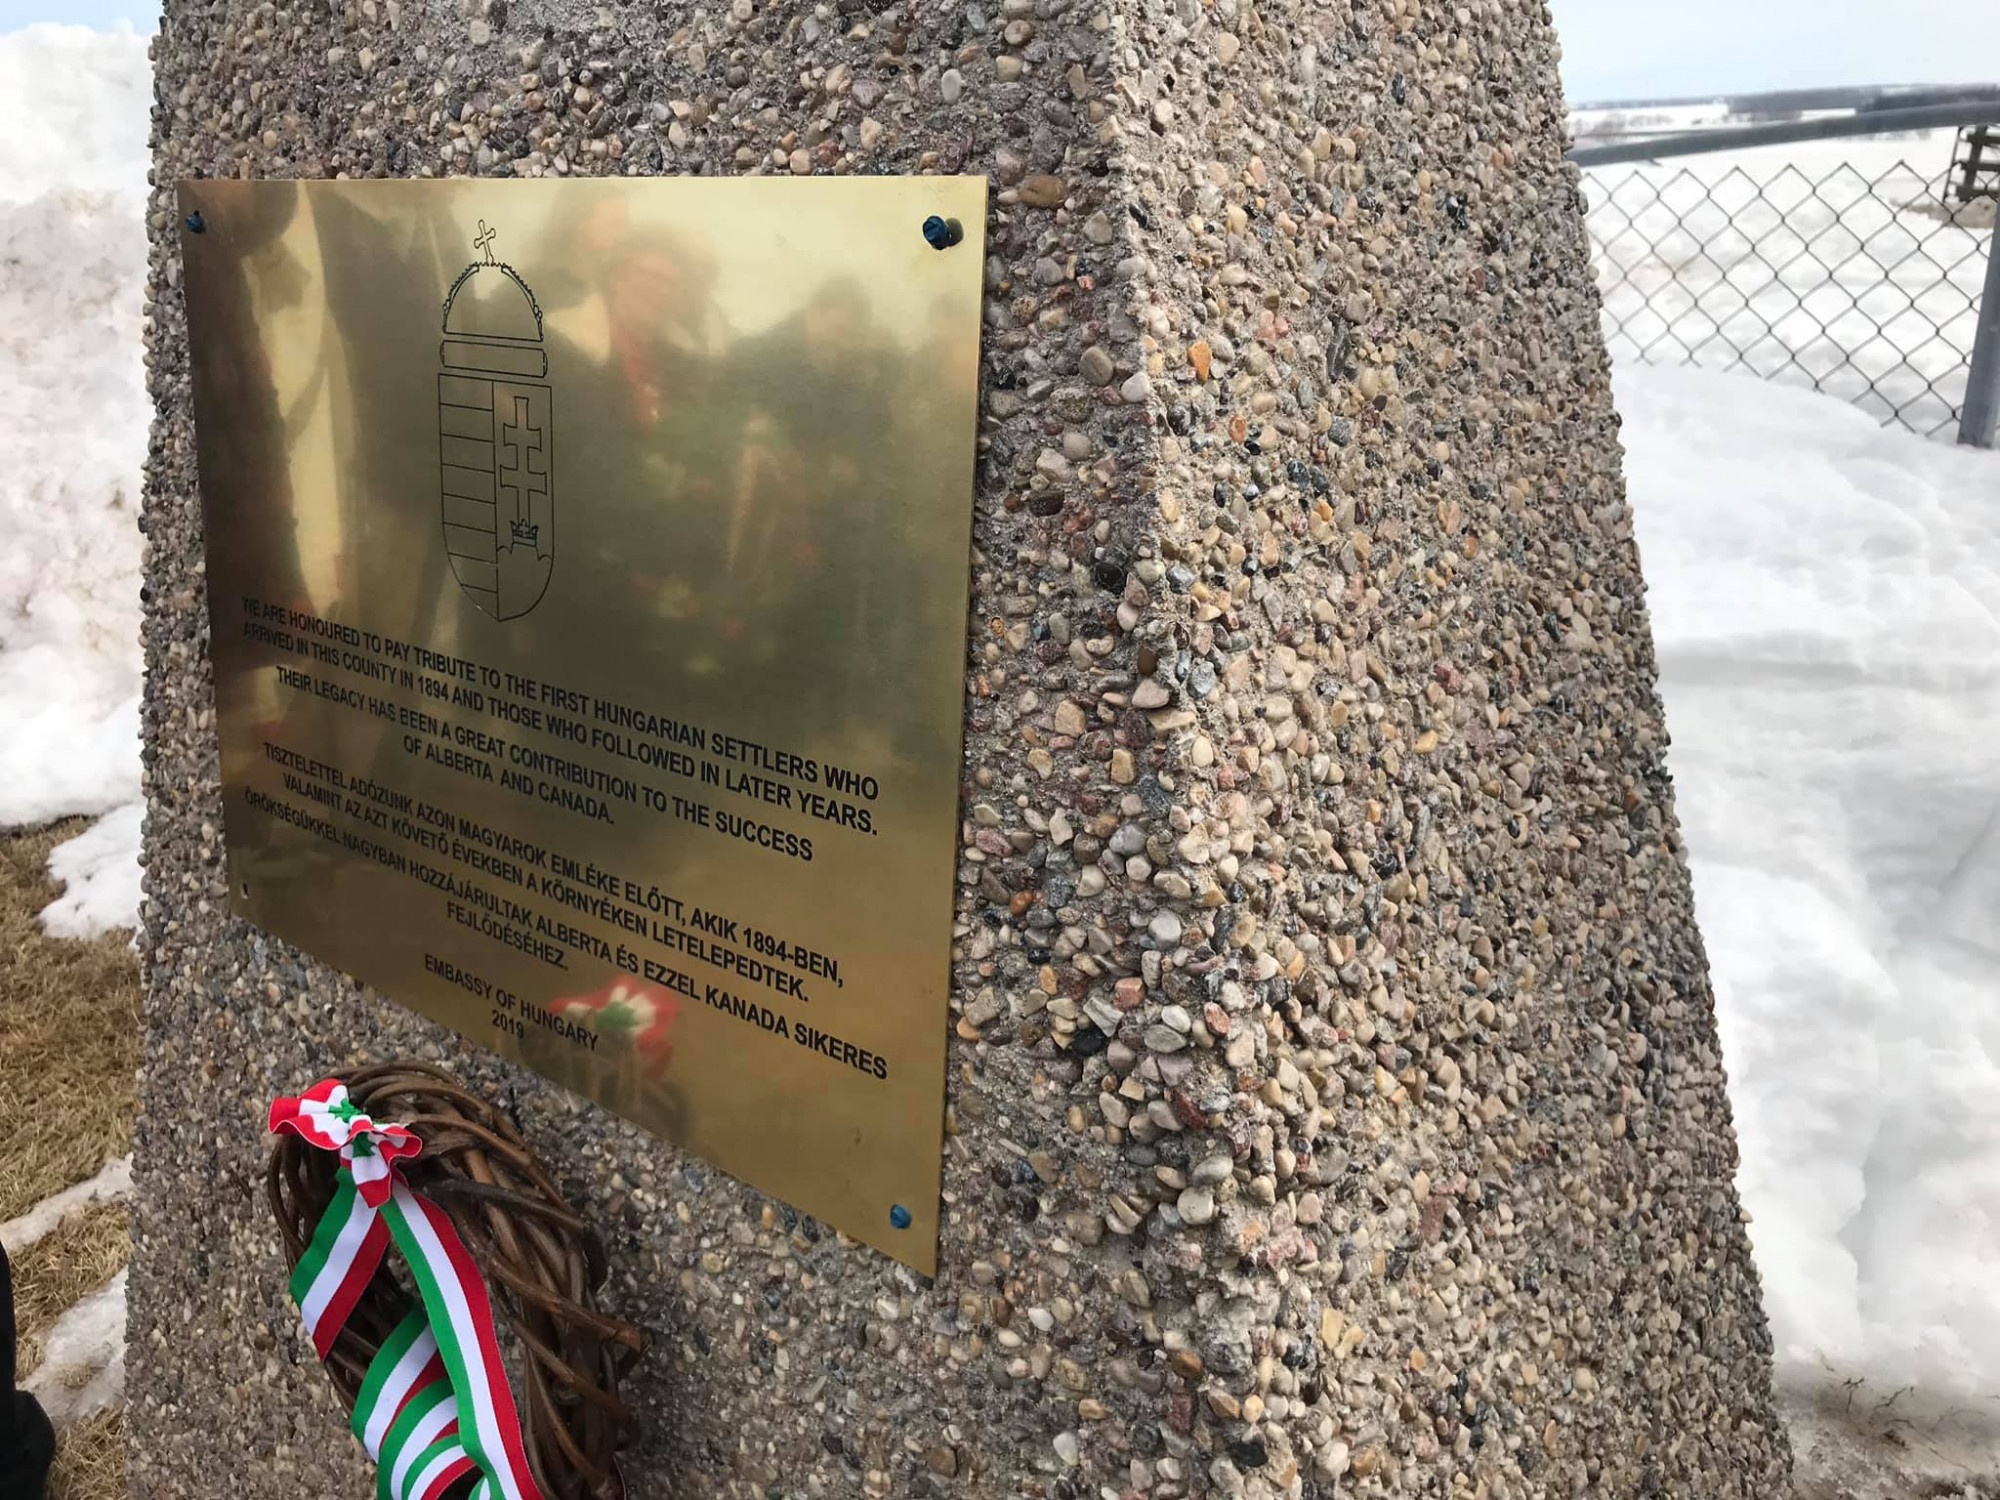 WE ARE HONOURED TO PAY TRIBUTE TO THE FIRST HUNGARIAN SETTLERS WHO
ARRIVED IN THIS COUNTY IN 1894 AND THOSE WHO FOLLOWED IN LATER YEARS.
THEIR LEGACY HAS BEEN A GREAT CONTRIBUTION TO THE SUCCESS
OF ALBERTA AND CANADA.
TISZTELETTEL ADÓZUNK AZON MAGYAROK EMLÉKE ELŐTT, AKIK 1894-BEN,
VALAMINT AZ AZT KÖVETŐ ÉVEKBEN A KÖRNYÉKEN LETELEPEDTEK.
ÖRÖKSÉGÜKKEL NAGYBAN HOZZÁJÁRULTAK ALBERTA ÉS EZZEL KANADA SIKERES
FEJLŐDÉSÉHEZ.
EMBASSY OF HUNGARY
2019